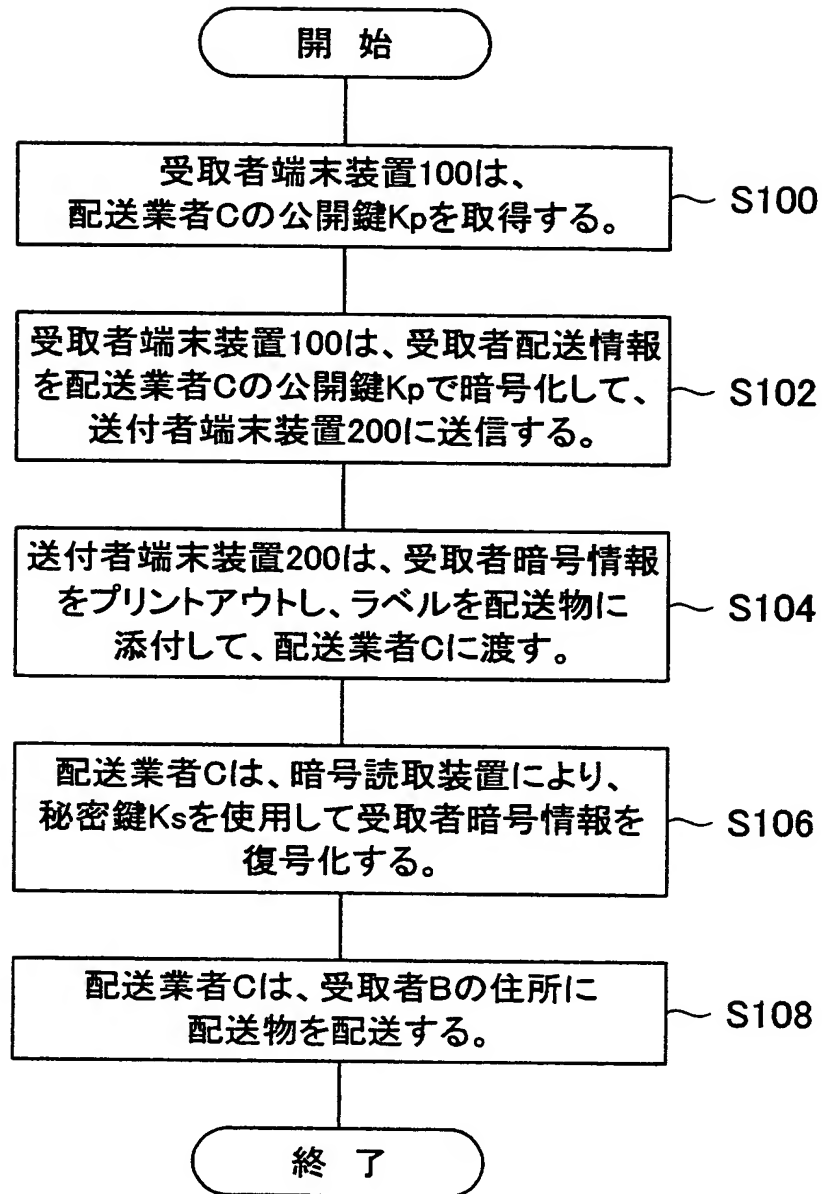 開 始
受取者端末装置100は、
配送業者Cの公開鍵Kpを取得する。
S100
受取者端末装置100は、受取者配送情報
を配送業者Cの公開鍵Kpで暗号化して、
送付者端末装置200に送信する。
S102
送付者端末装置200は、受取者暗号情報
をプリントアウトし、ラベルを配送物に
添付して、配送業者Cに渡す。
S104
配送業者Cは、暗号読取装置により、
秘密鍵Ksを使用して受取者暗号情報を
復号化する。
S106
配送業者Cは、受取者Bの住所に
配送物を配送する。
S108
終 了